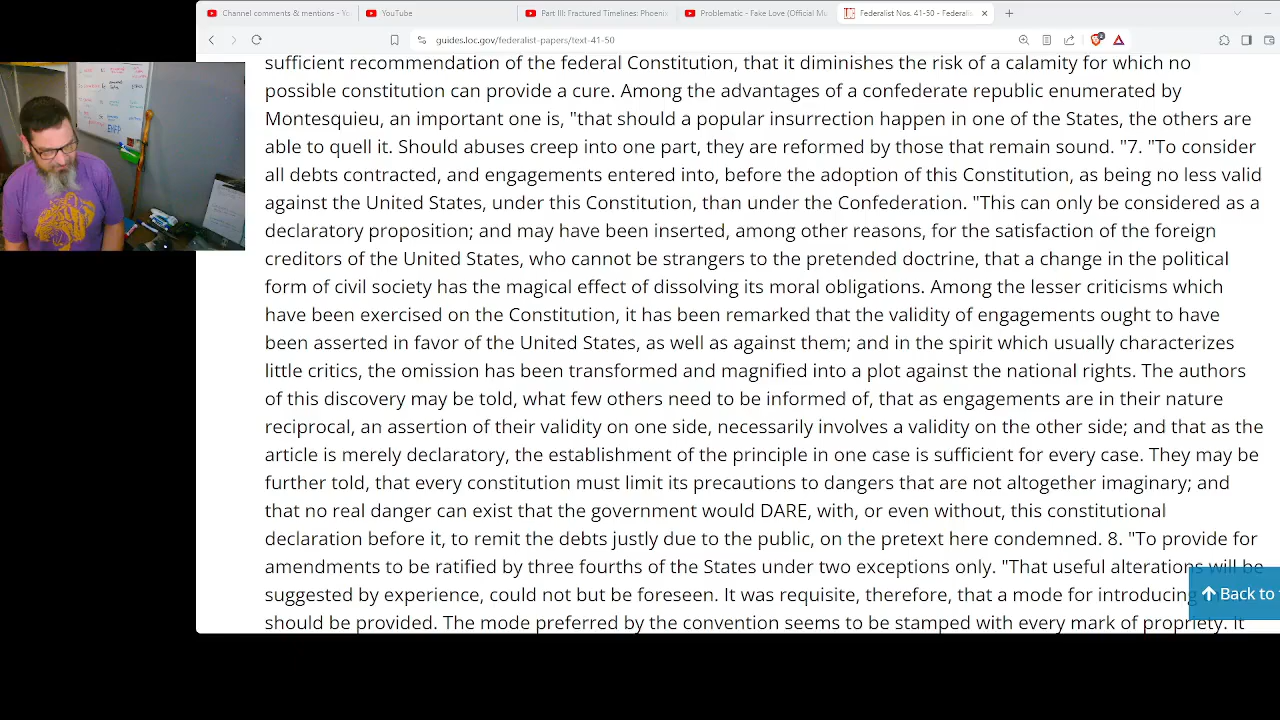 Channel comments & mentions - Yo
YouTube
Part III: Fractured Timelines: Phoenix
Problematic - Fake Love (Official Mu
Federalist Nos. 41-50 - Federalis
guides.loc.gov/federalist-papers/text-41-50
sufficient recommendation of the federal Constitution, that it diminishes the risk of a calamity for which no
possible constitution can provide a cure. Among the advantages of a confederate republic enumerated by
Montesquieu, an important one is, "that should a popular insurrection happen in one of the States, the others are
able to quell it. Should abuses creep into one part, they are reformed by those that remain sound. "7. "To consider
all debts contracted, and engagements entered into, before the adoption of this Constitution, as being no less valid
against the United States, under this Constitution, than under the Confederation. "This can only be considered as a
declaratory proposition; and may have been inserted, among other reasons, for the satisfaction of the foreign
creditors of the United States, who cannot be strangers to the pretended doctrine, that a change in the political
form of civil society has the magical effect of dissolving its moral obligations. Among the lesser criticisms which
have been exercised on the Constitution, it has been remarked that the validity of engagements ought to have
been asserted in favor of the United States, as well as against them; and in the spirit which usually characterizes
little critics, the omission has been transformed and magnified into a plot against the national rights. The authors
of this discovery may be told, what few others need to be informed of, that as engagements are in their nature
reciprocal, an assertion of their validity on one side, necessarily involves a validity on the other side; and that as the
article is merely declaratory, the establishment of the principle in one case is sufficient for every case. They may be
further told, that every constitution must limit its precautions to dangers that are not altogether imaginary; and
that no real danger can exist that the government would DARE, with, or even without, this constitutional
declaration before it, to remit the debts justly due to the public, on the pretext here condemned. 8. "To provide for
amendments to be ratified by three fourths of the States under two exceptions only. "That useful alterations will be
suggested by experience, could not but be foreseen. It was requisite, therefore, that a mode for introducing
Back to
should be provided. The mode preferred by the convention seems to be stamped with every mark of propriety. It